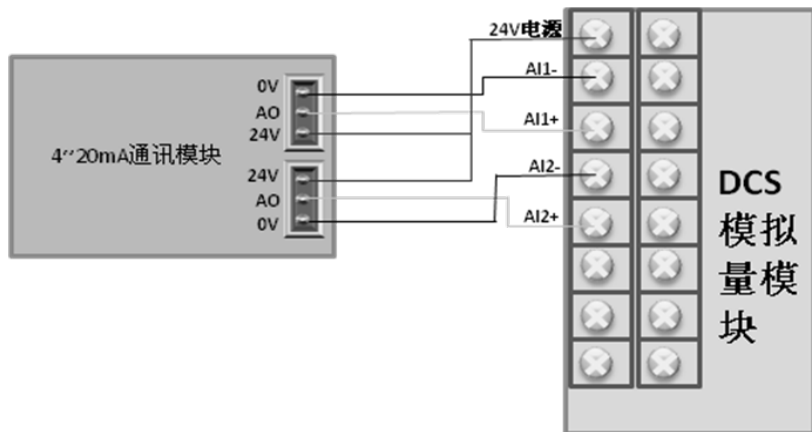 24V电源
AI1-
AI1+
AI2-
AI2+
0V
AO
24V
24V
AO
0V
4~20mA通讯模块
DCS
模拟
量模
块